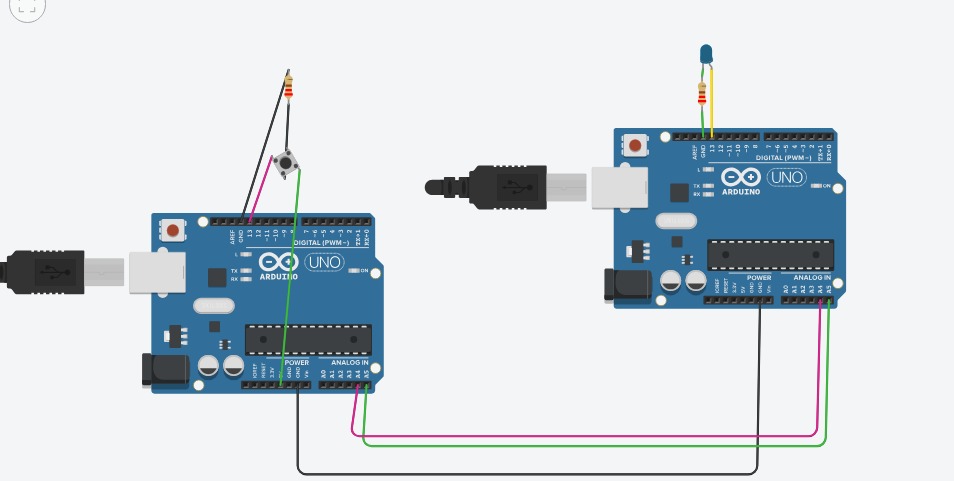 AREF
GND
13
12
~11
~10
~9
8
7
~6
~5
4
~3
2
TX→1
RX←0
DIGITAL (PWM~)
L
TX
RX
ARDUINO
UNO
ON
POWER
ANALOG IN
IOREF
RESET
3.3V
5V
GND
GND
Vin
A0
A1
A2
A3
A4
A5
AREF
GND
13
12
~11
~10
~9
8
7
~6
~5
4
~3
2
TX→1
RX←0
DIGITAL (PWM~)
L
TX
RX
ARDUINO
UNO
ON
POWER
ANALOG IN
IOREF
RESET
3.3V
GND
GND
Vin
A0
A1
A2
A3
A4
A5